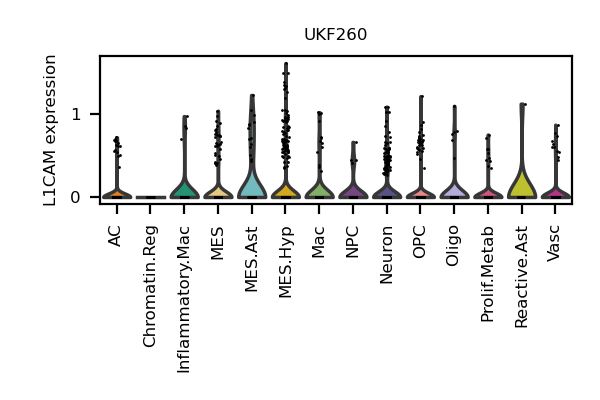 UKF260
L1CAM expression
1
0
AC
Chromatin.Reg
Inflammatory.Mac
MES
MES.Ast
MES.Hyp
Mac
NPC
Neuron
OPC
Oligo
Prolif.Metab
Reactive.Ast
Vasc